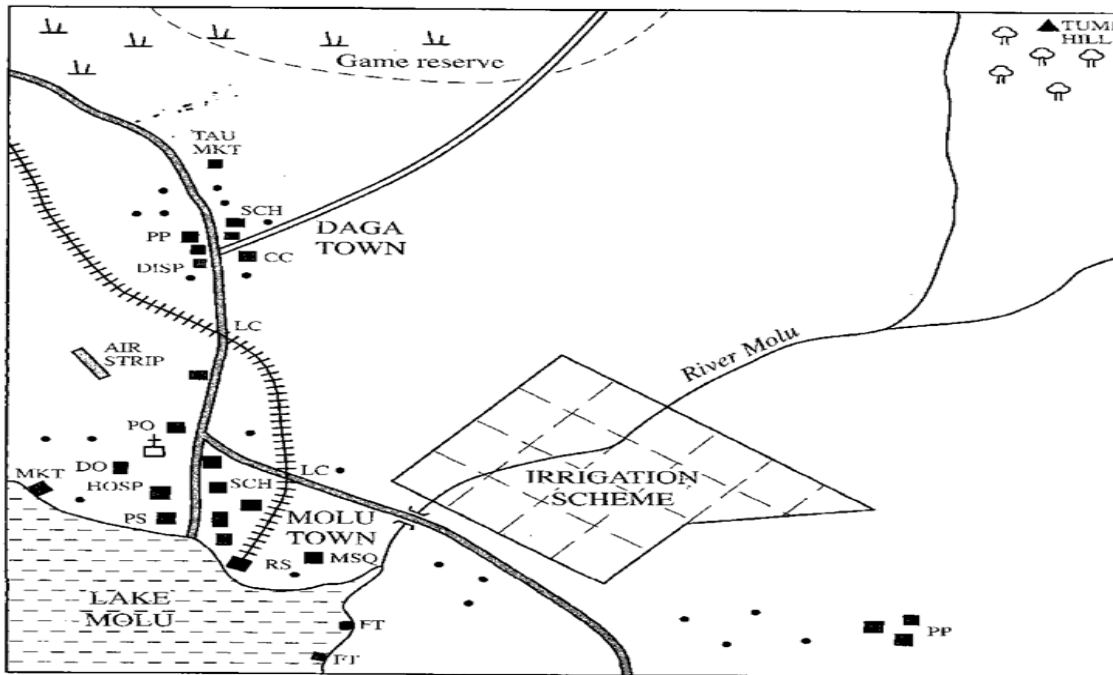 TUM
HILL
Game reserve
TAU
MKT
SCH
DAGA
TOWN
PP
CC
DISP
LC
AIR
STRIP
River Molu
PO
LC
DO
MKT
HOSP
SCH
IRRIGATION
SCHEME
PS
MOLU
TOWN
RS
MSQ
LAKE
MOLU
FT
PP
FT